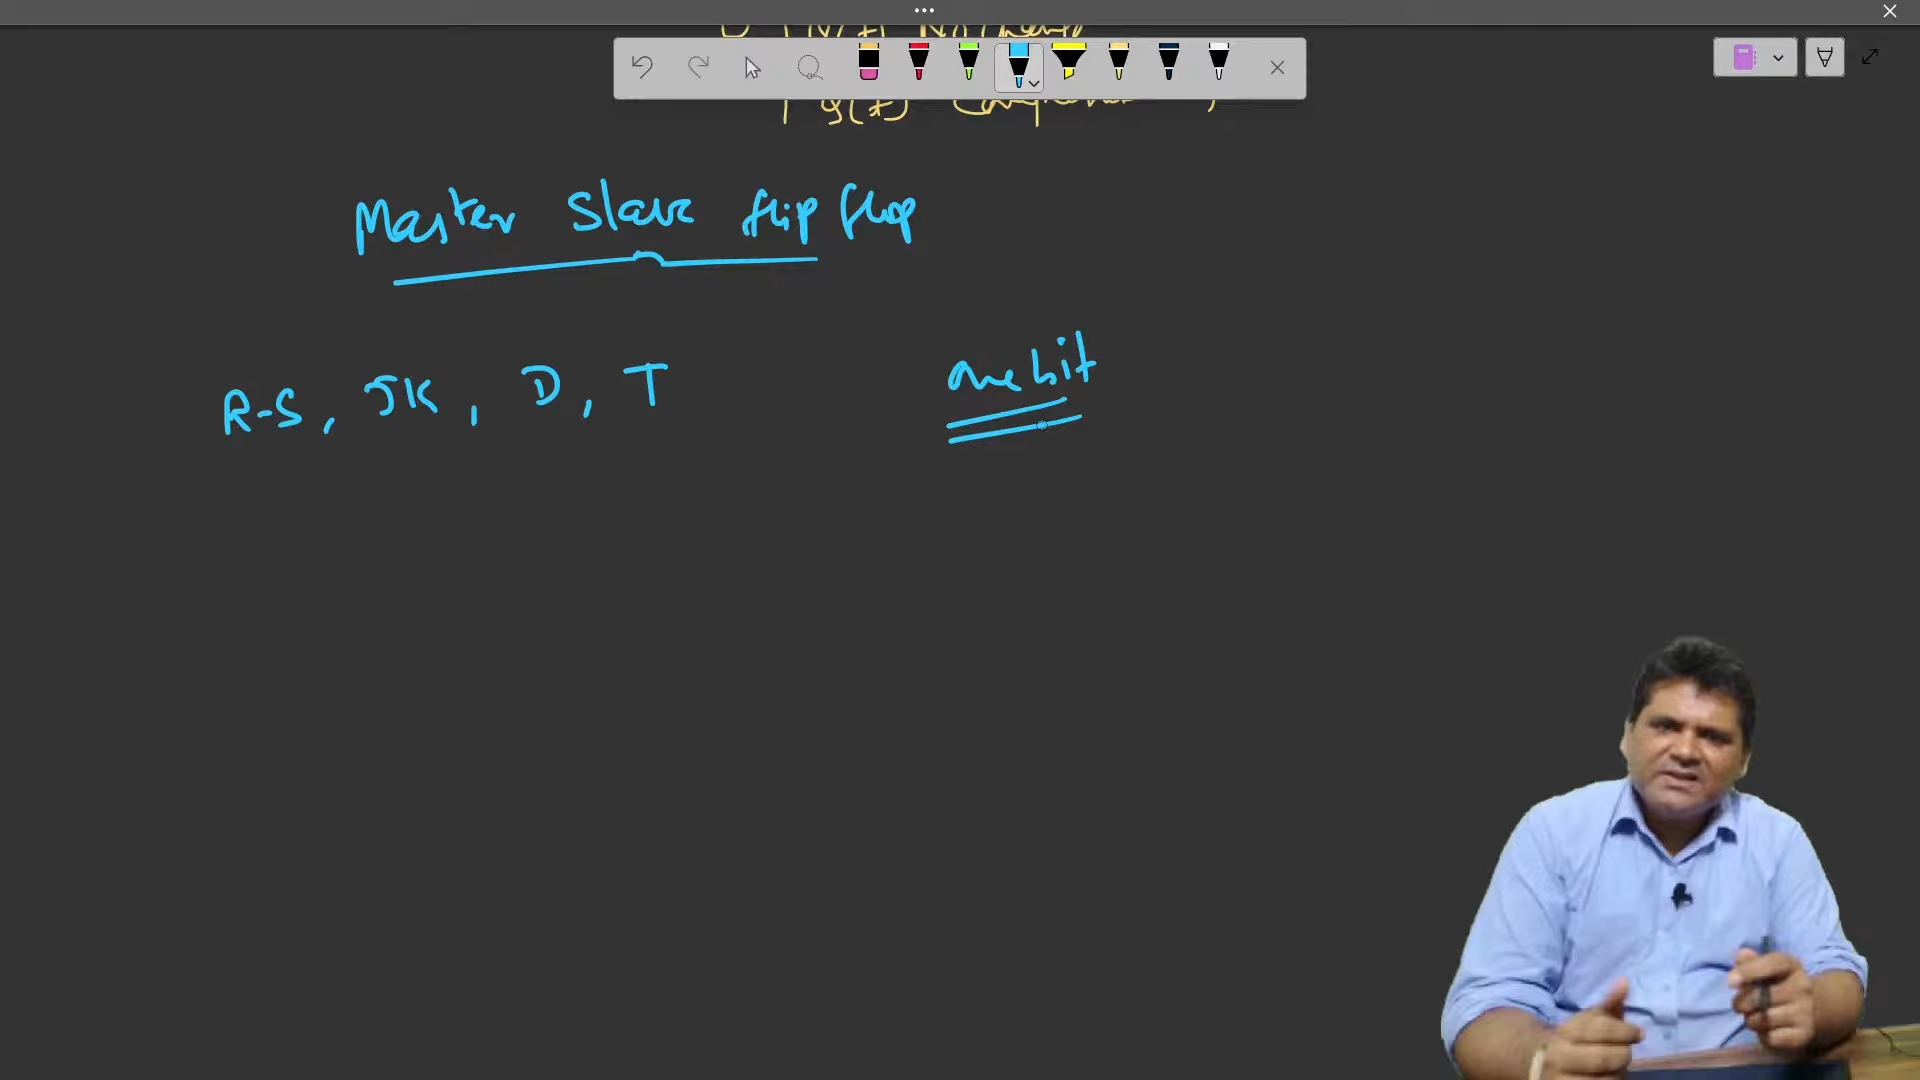 Master Slave flip flop
one bit
R-S, JK, D, T